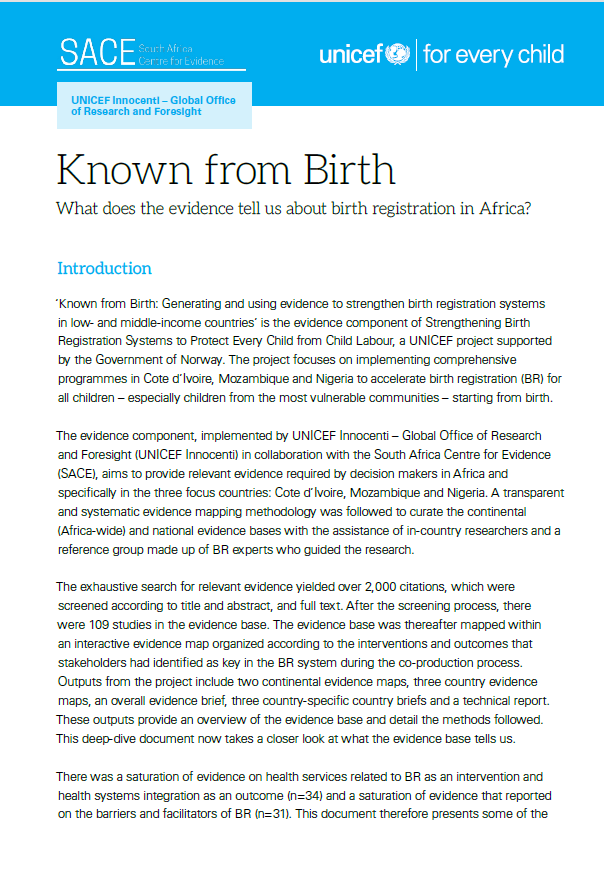 SACE South Africa
Centre for Evidence
unicef for every child
UNICEF Innocenti – Global Office
of Research and Foresight
Known from Birth
What does the evidence tell us about birth registration in Africa?
Introduction
‘Known from Birth: Generating and using evidence to strengthen birth registration systems
in low- and middle-income countries’ is the evidence component of Strengthening Birth
Registration Systems to Protect Every Child from Child Labour, a UNICEF project supported
by the Government of Norway. The project focuses on implementing comprehensive
programmes in Cote d’Ivoire, Mozambique and Nigeria to accelerate birth registration (BR) for
all children – especially children from the most vulnerable communities – starting from birth.
The evidence component, implemented by UNICEF Innocenti – Global Office of Research
and Foresight (UNICEF Innocenti) in collaboration with the South Africa Centre for Evidence
(SACE), aims to provide relevant evidence required by decision makers in Africa and
specifically in the three focus countries: Cote d’Ivoire, Mozambique and Nigeria. A transparent
and systematic evidence mapping methodology was followed to curate the continental
(Africa-wide) and national evidence bases with the assistance of in-country researchers and a
reference group made up of BR experts who guided the research.
The exhaustive search for relevant evidence yielded over 2,000 citations, which were
screened according to title and abstract, and full text. After the screening process, there
were 109 studies in the evidence base. The evidence base was thereafter mapped within
an interactive evidence map organized according to the interventions and outcomes that
stakeholders had identified as key in the BR system during the co-production process.
Outputs from the project include two continental evidence maps, three country evidence
maps, an overall evidence brief, three country-specific country briefs and a technical report.
These outputs provide an overview of the evidence base and detail the methods followed.
This deep-dive document now takes a closer look at what the evidence base tells us.
There was a saturation of evidence on health services related to BR as an intervention and
health systems integration as an outcome (n=34) and a saturation of evidence that reported
on the barriers and facilitators of BR (n=31). This document therefore presents some of the